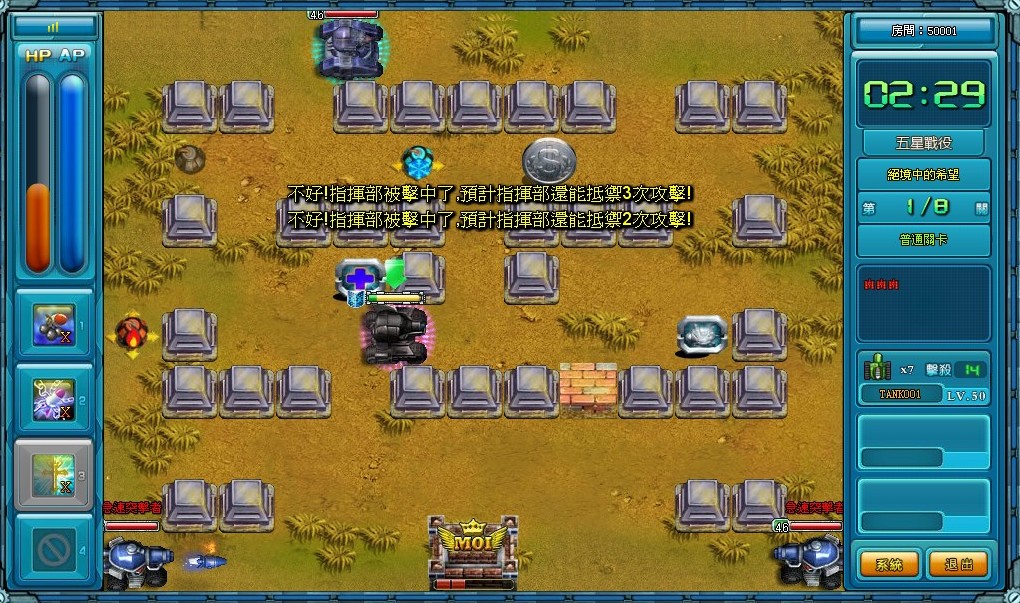 46
HP AP
房間：50001
02:29
五星戰役
絕境中的希望
第 1/8 關
普通關卡
不好!指揮部被擊中了,預計指揮部還能抵禦3次攻擊!
不好!指揮部被擊中了,預計指揮部還能抵禦2次攻擊!
X 1
X 2
X 3
4
x7 擊殺 14
TANK001 LV.50
急速突擊者
急速突擊者
46
MOI
系統
退出